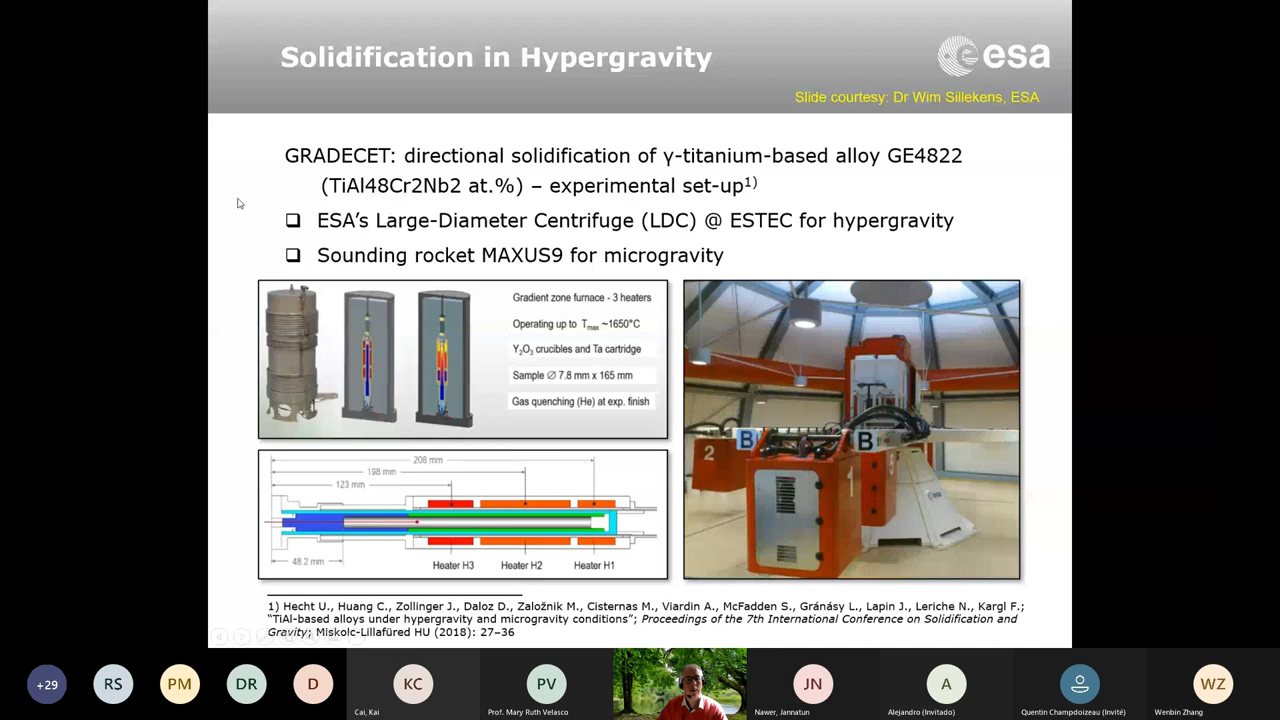 Solidification in Hypergravity
esa
Slide courtesy: Dr Wim Sillekens, ESA
GRADECET: directional solidification of γ-titanium-based alloy GE4822
(TiAl48Cr2Nb2 at.%) – experimental set-up1)
❑ ESA’s Large-Diameter Centrifuge (LDC) @ ESTEC for hypergravity
❑ Sounding rocket MAXUS9 for microgravity
Gradient zone furnace - 3 heaters
Operating up to Tmax ~1650°C
Y2O3 crucibles and Ta cartridge
Sample ∅ 7.8 mm x 165 mm
Gas quenching (He) at exp. finish
208 mm
198 mm
123 mm
48.2 mm
Heater H3
Heater H2
Heater H1
2
B
B
1
1) Hecht U., Huang C., Zollinger J., Daloz D., Založnik M., Cisternas M., Viardin A., McFadden S., Gránásy L., Lapin J., Leriche N., Kargl F.;
“TiAl-based alloys under hypergravity and microgravity conditions”; Proceedings of the 7th International Conference on Solidification and
Gravity; Miskolc-Lillafüred HU (2018): 27–36
+29
RS
PM
DR
D
KC
Cai, Kai
PV
Prof. Mary Ruth Velasco
JN
Nawer, Jannatun
A
Alejandro (Invitado)
Quentin Champdoizeau (Invité)
WZ
Wenbin Zhang